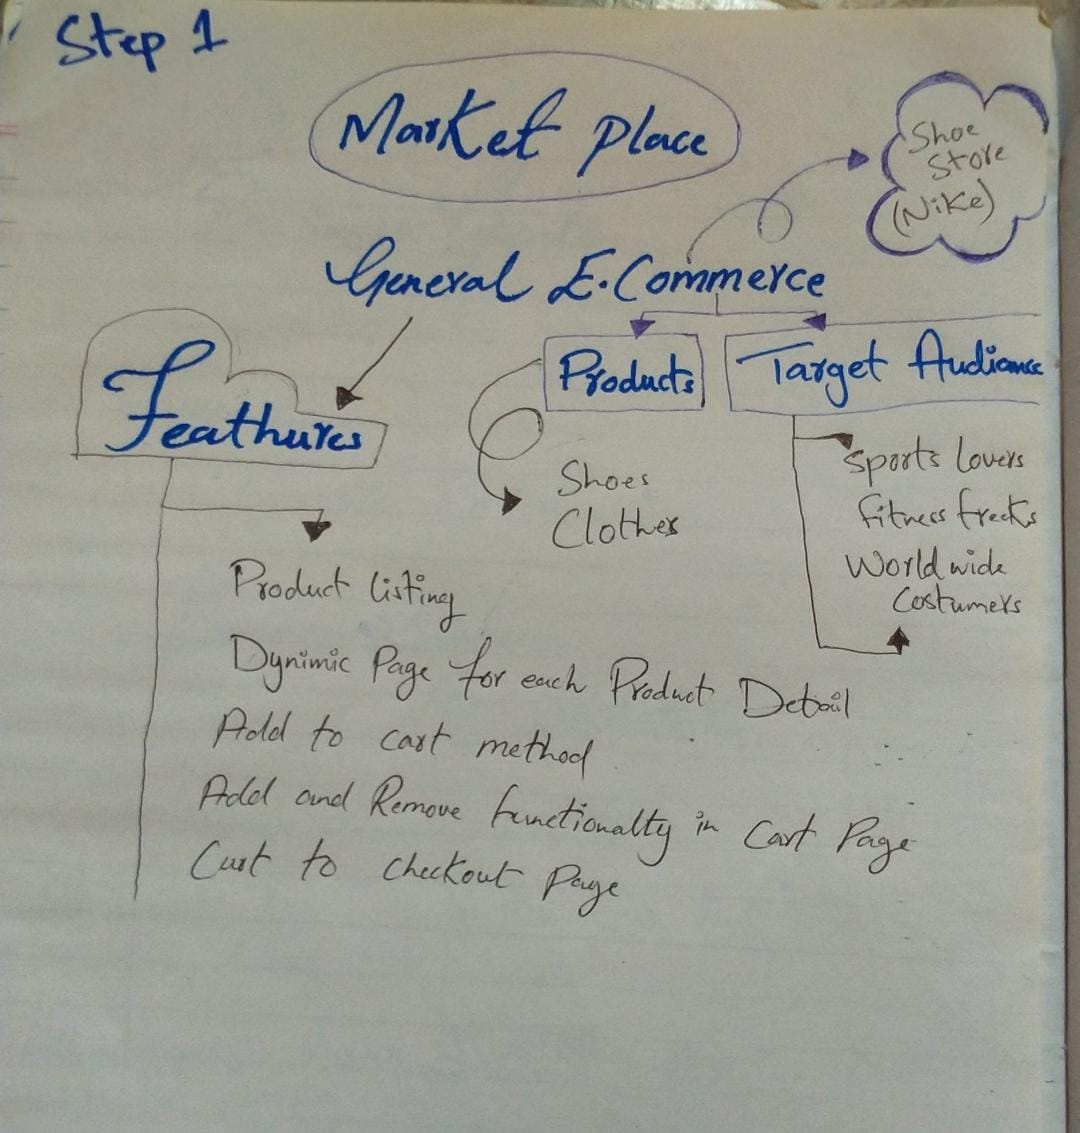 Step 1
Market place
Shoe
Store
(Nike)
General E.Commerce
Products
Target Audiance
Feathures
Shoes
Clothes
Sports Lovers
fitness freeks
World wide
Costumers
Product listing
Dynimic Page for each Product Detail
Add to cart method
Add and Remove functionalty in Cart Page
Cart to checkout Page